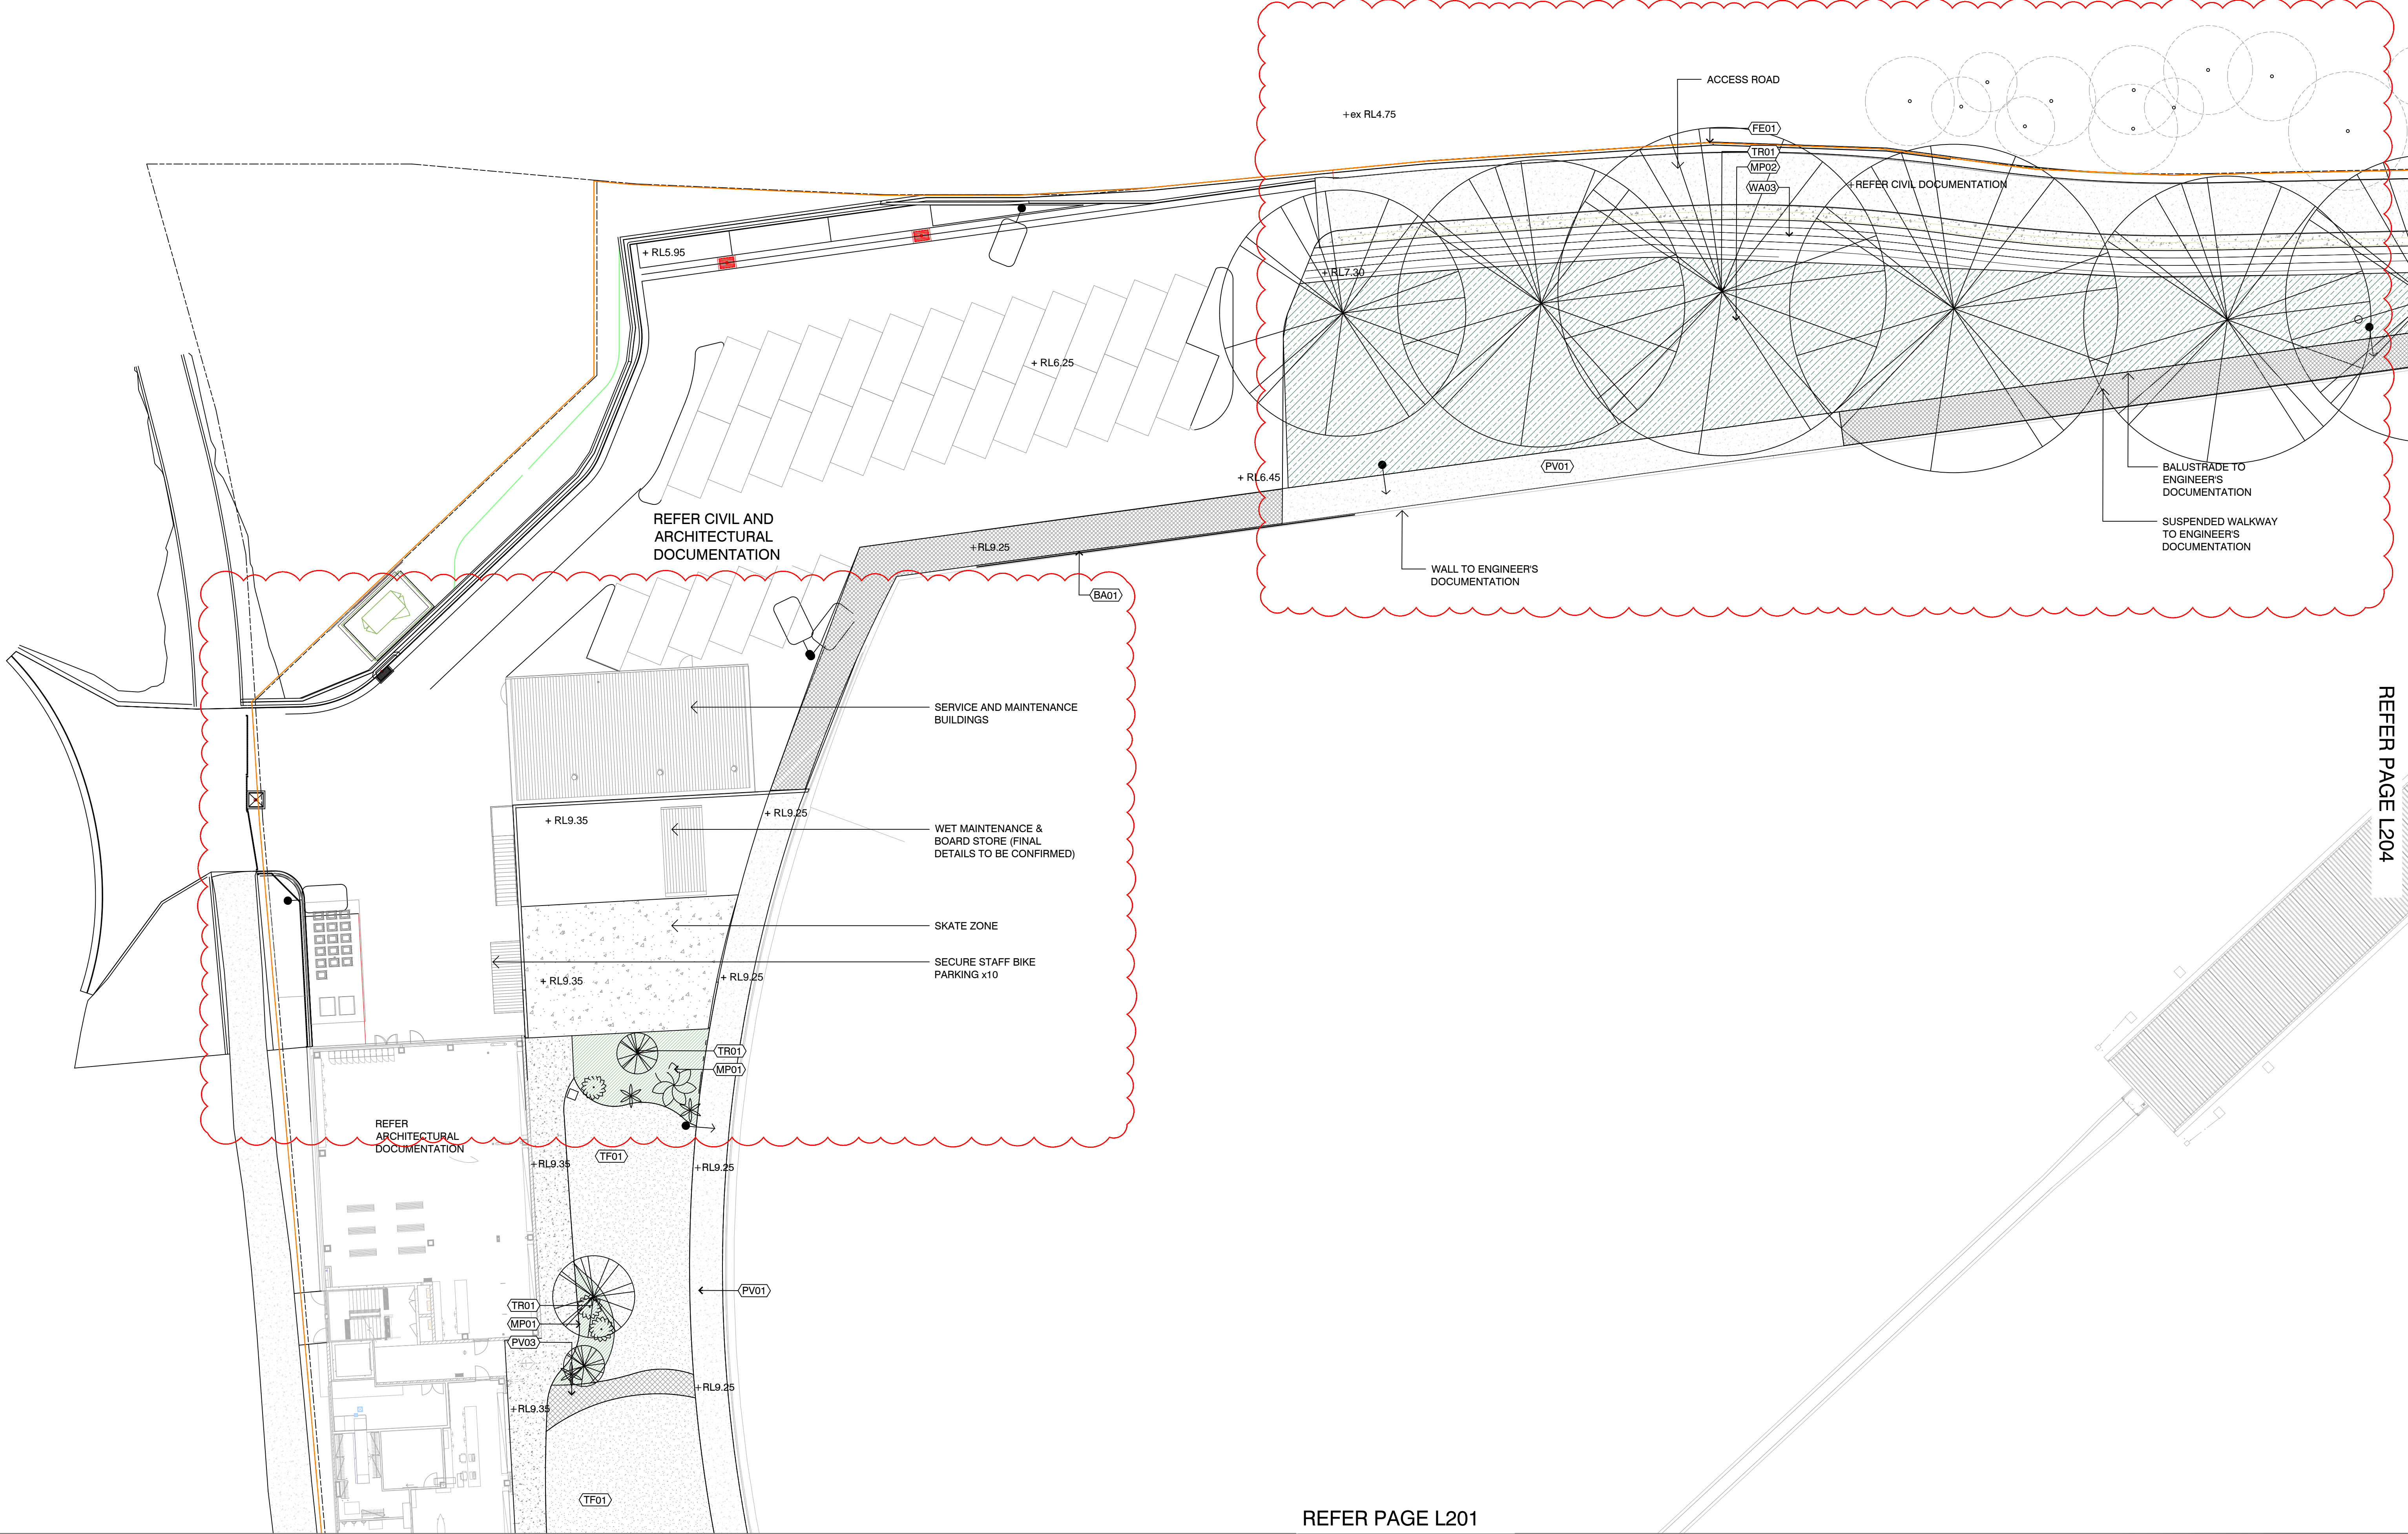 ACCESS ROAD
+ex RL4.75
FE01
TR01
MP02
WA03
+REFER CIVIL DOCUMENTATION
+ RL5.95
+ RL7.30
+ RL6.25
PV01
+ RL6.45
BALUSTRADE TO
ENGINEER'S
DOCUMENTATION
SUSPENDED WALKWAY
TO ENGINEER'S
DOCUMENTATION
REFER CIVIL AND
ARCHITECTURAL
DOCUMENTATION
+RL9.25
WALL TO ENGINEER'S
DOCUMENTATION
BA01
SERVICE AND MAINTENANCE
BUILDINGS
REFER PAGE L204
+ RL9.35
+ RL9.25
WET MAINTENANCE &
BOARD STORE (FINAL
DETAILS TO BE CONFIRMED)
SKATE ZONE
SECURE STAFF BIKE
PARKING x10
+ RL9.35
+ RL9.25
TR01
MP01
REFER
ARCHITECTURAL
DOCUMENTATION
TF01
+RL9.35
+RL9.25
PV01
TR01
MP01
PV03
+RL9.25
+RL9.35
TF01
REFER PAGE L201